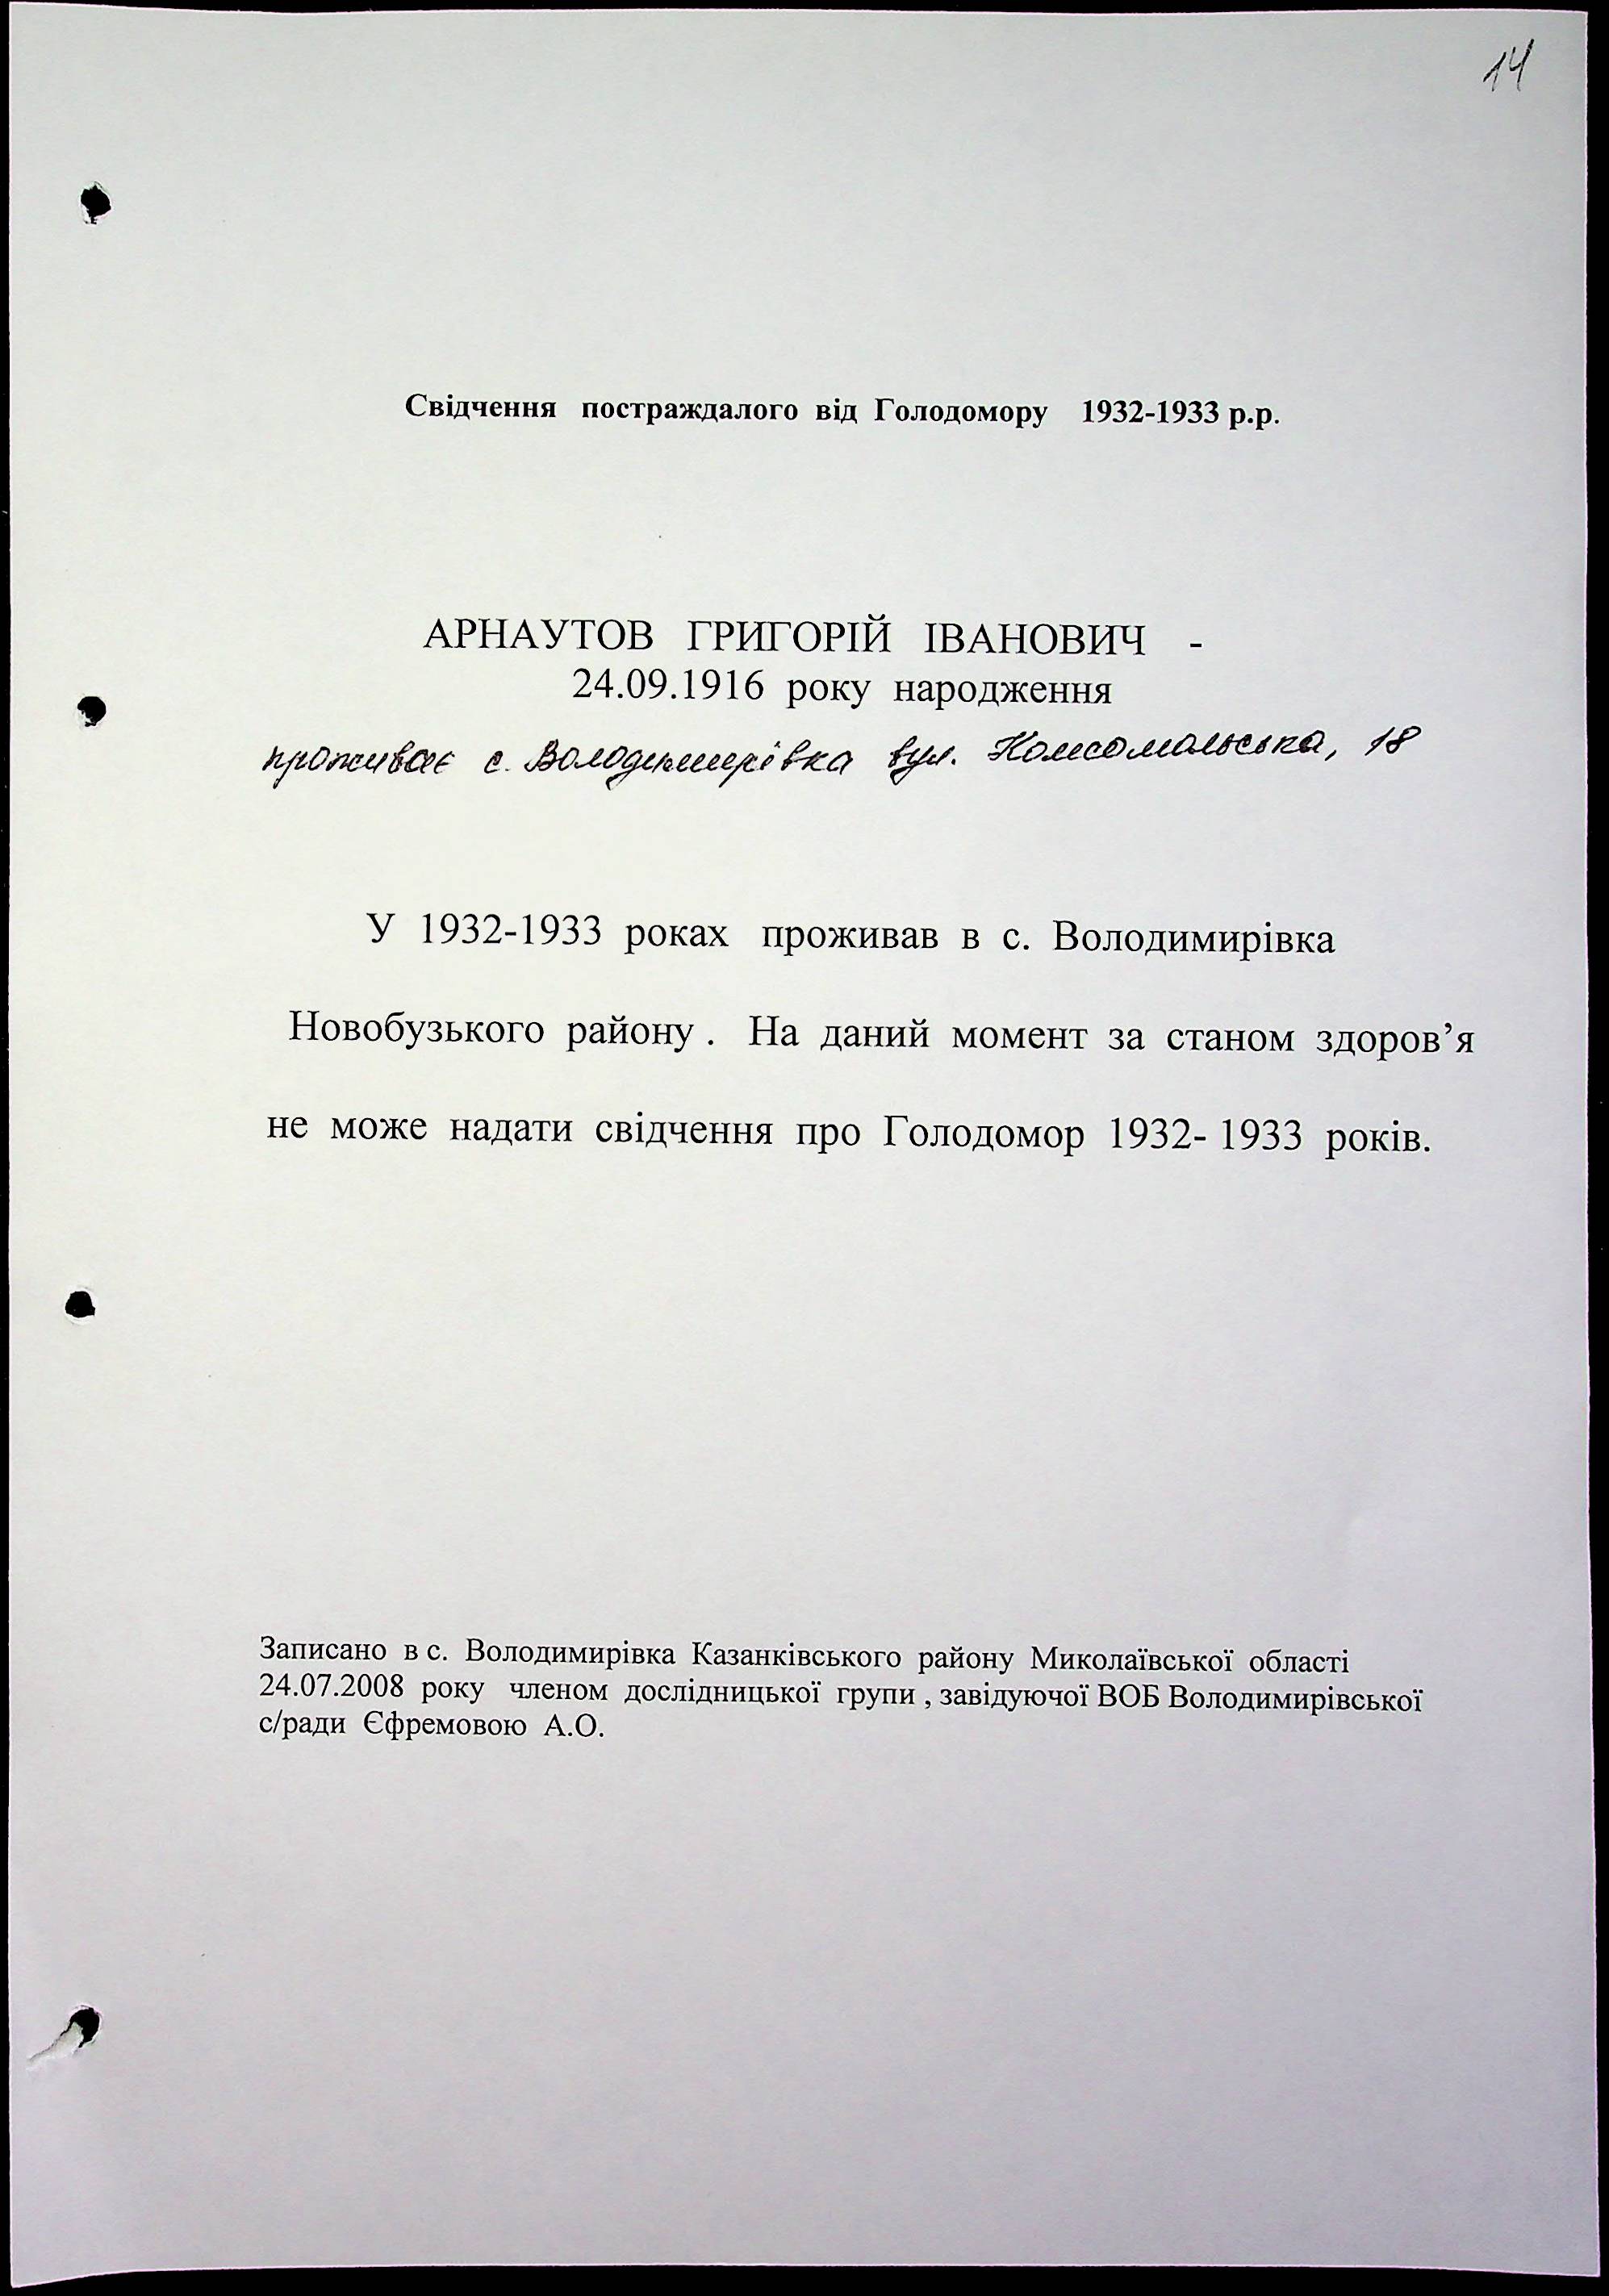 14
Свідчення постраждалого від Голодомору 1932-1933 р.р.
АРНАУТОВ ГРИГОРІЙ ІВАНОВИЧ -
24.09.1916 року народження
проживає с. Володимирівка вул. Комсомольська, 18
У 1932-1933 роках проживав в с. Володимирівка
Новобузького району . На даний момент за станом здоров’я
не може надати свідчення про Голодомор 1932- 1933 років.
Записано в с. Володимирівка Казанківського району Миколаївської області
24.07.2008 року членом дослідницької групи , завідуючої ВОБ Володимирівської
с/ради Єфремовою А.О.